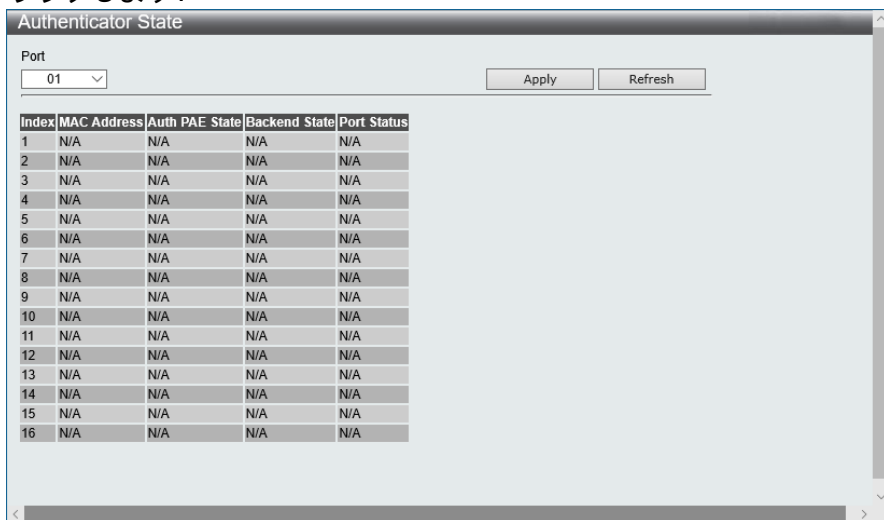 Authenticator State
Port
01
Apply Refresh
Index MAC Address Auth PAE State Backend State Port Status
1 N/A N/A N/A N/A
2 N/A N/A N/A N/A
3 N/A N/A N/A N/A
4 N/A N/A N/A N/A
5 N/A N/A N/A N/A
6 N/A N/A N/A N/A
7 N/A N/A N/A N/A
8 N/A N/A N/A N/A
9 N/A N/A N/A N/A
10 N/A N/A N/A N/A
11 N/A N/A N/A N/A
12 N/A N/A N/A N/A
13 N/A N/A N/A N/A
14 N/A N/A N/A N/A
15 N/A N/A N/A N/A
16 N/A N/A N/A N/A